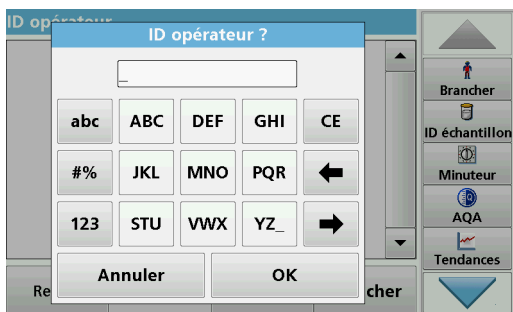 ID opérateur
ID opérateur ?
_
abc ABC DEF GHI CE
#% JKL MNO PQR
123 STU VWX YZ_
Annuler OK
Re cher
Brancher
ID échantillon
Minuteur
AQA
Tendances